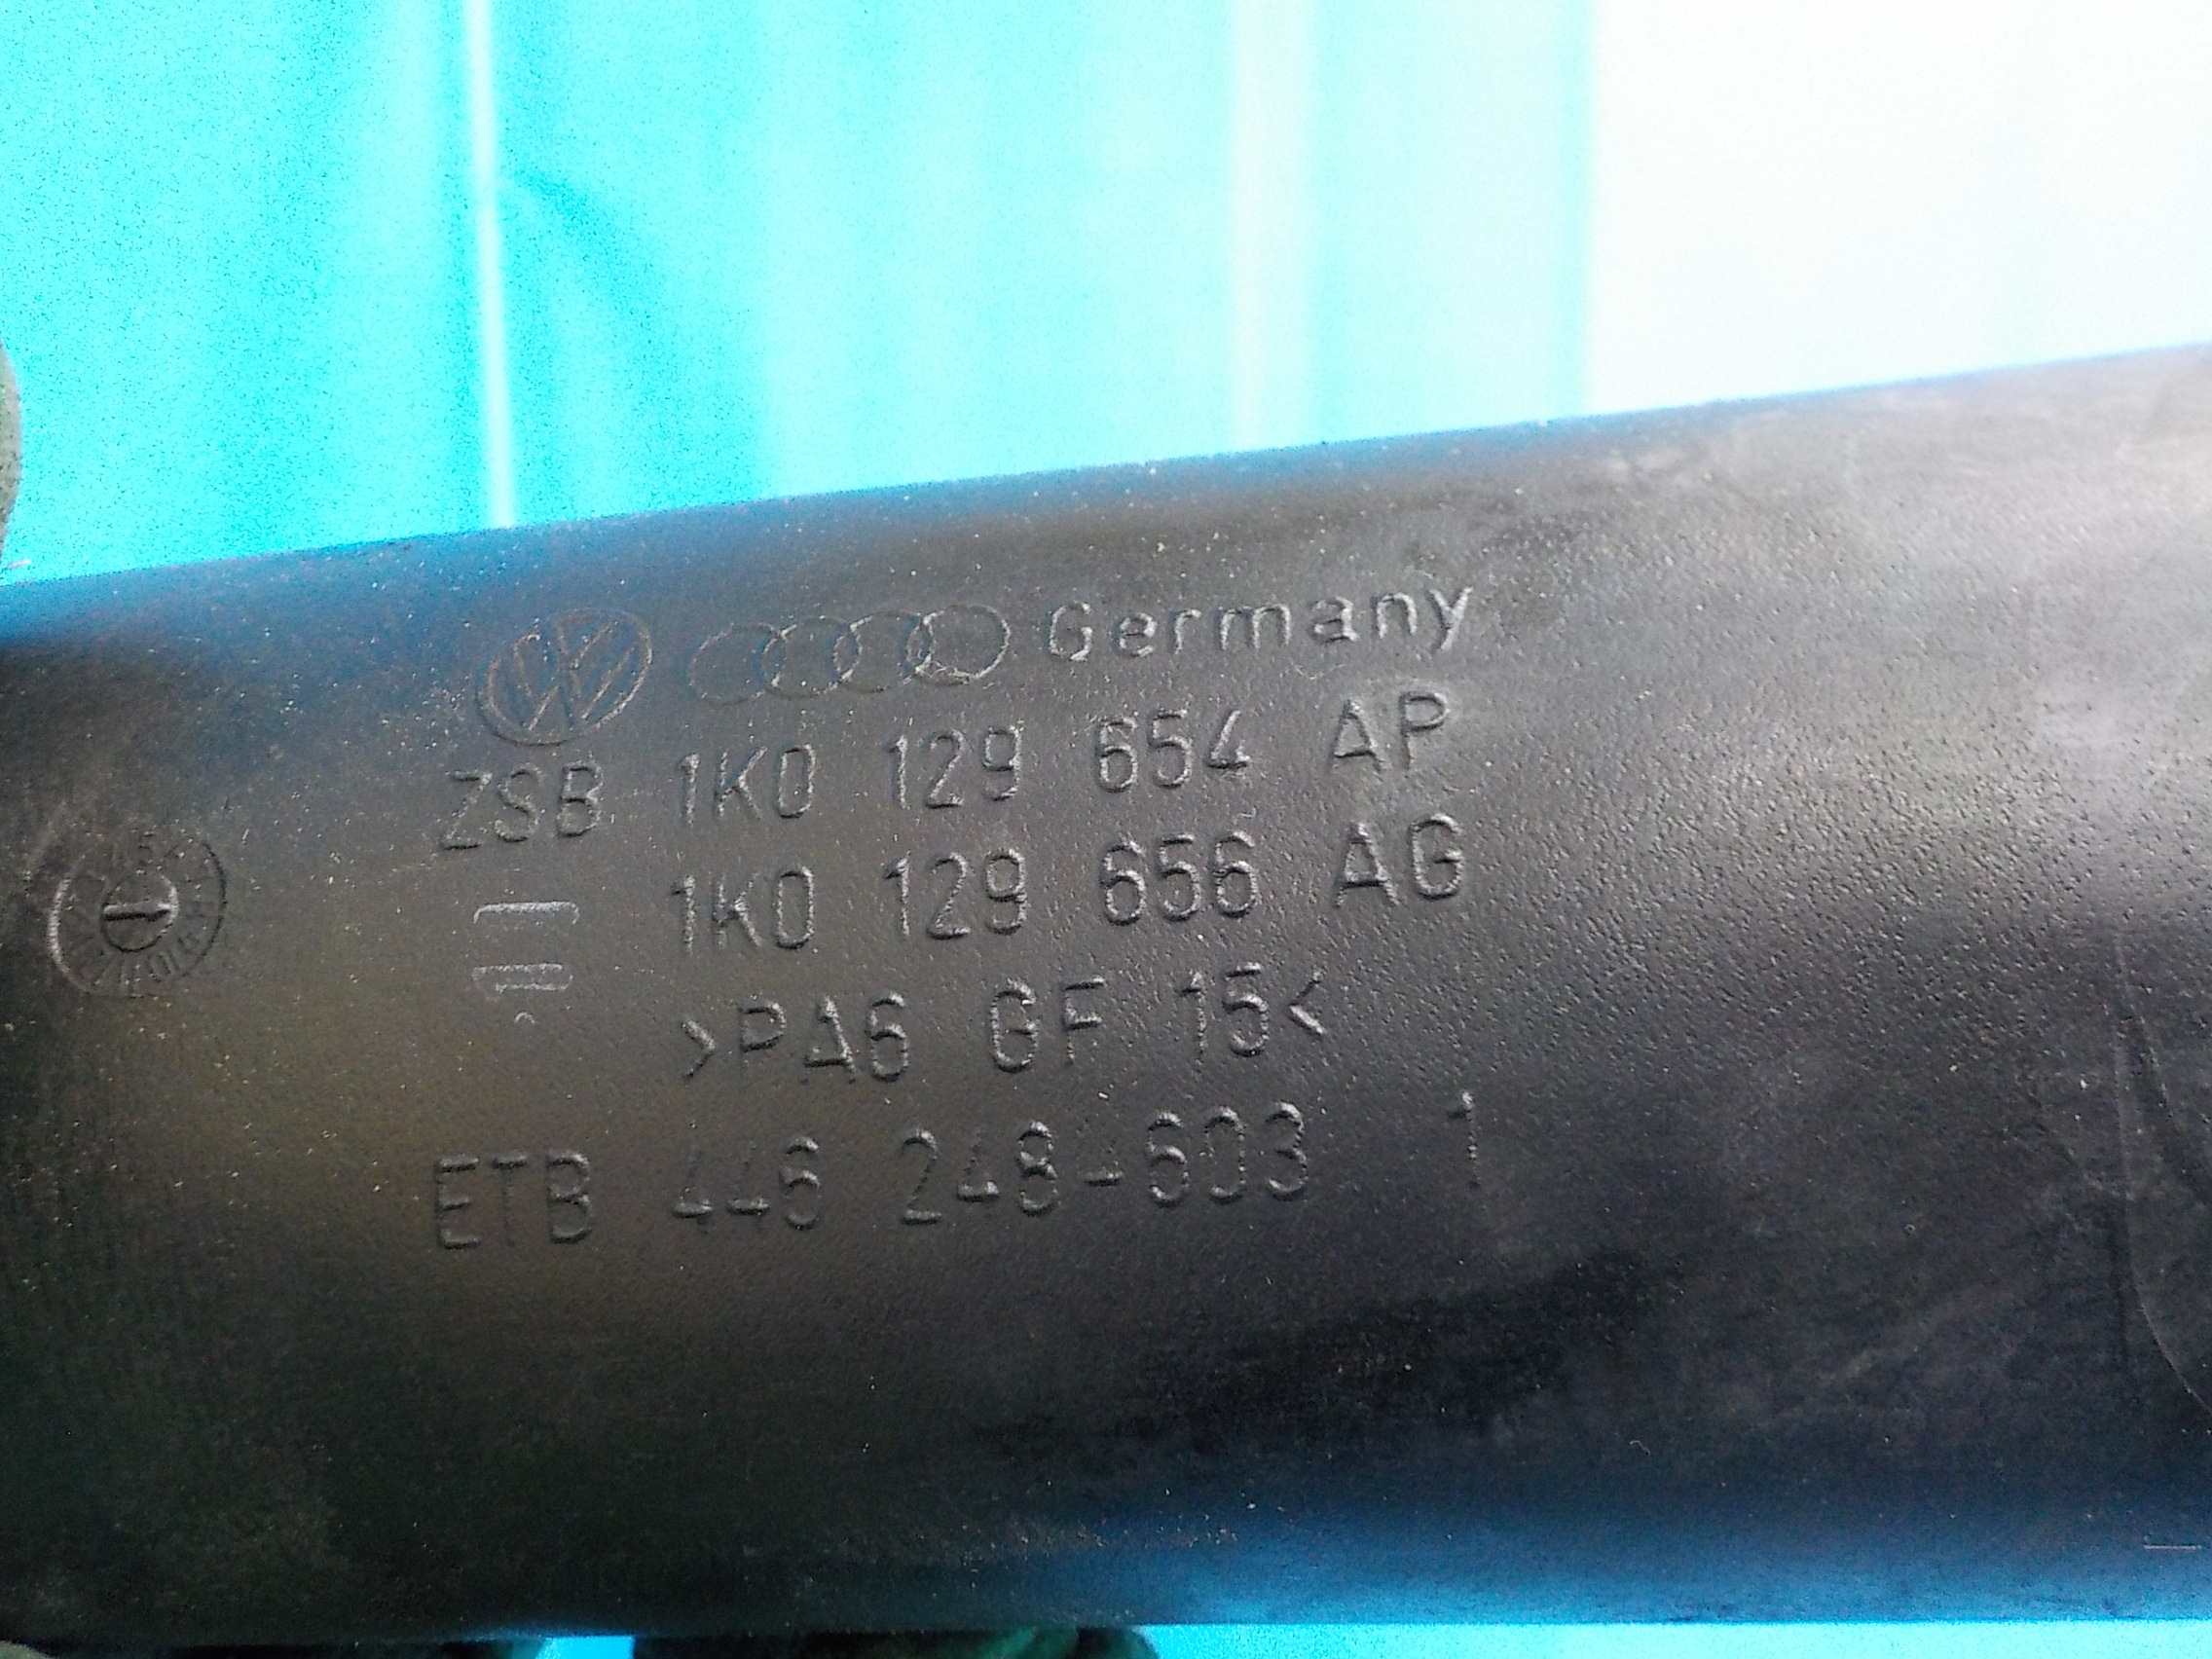 Germany
ZSB 1K0 129 654 AP
1K0 129 656 AG
>PA6 GF 15<
ETB 446 248-603 1